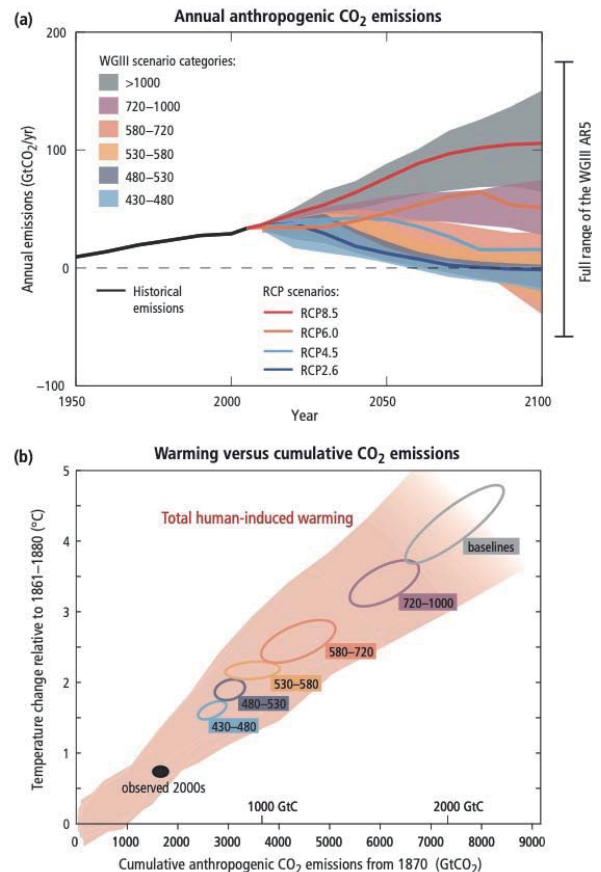 (a) Annual anthropogenic CO₂ emissions
200
WGIII scenario categories:
>1000
720–1000
580–720
530–580
480–530
430–480
100
0
−100
Annual emissions (GtCO₂/yr)
Historical
emissions
RCP scenarios:
RCP8.5
RCP6.0
RCP4.5
RCP2.6
1950
2000
2050
2100
Year
Full range of the WGIII AR5
(b) Warming versus cumulative CO₂ emissions
5
4
3
2
1
0
Temperature change relative to 1861–1880 (°C)
Total human-induced warming
baselines
720–1000
580–720
530–580
480–530
430–480
observed 2000s
1000 GtC
2000 GtC
0
1000
2000
3000
4000
5000
6000
7000
8000
9000
Cumulative anthropogenic CO₂ emissions from 1870 (GtCO₂)